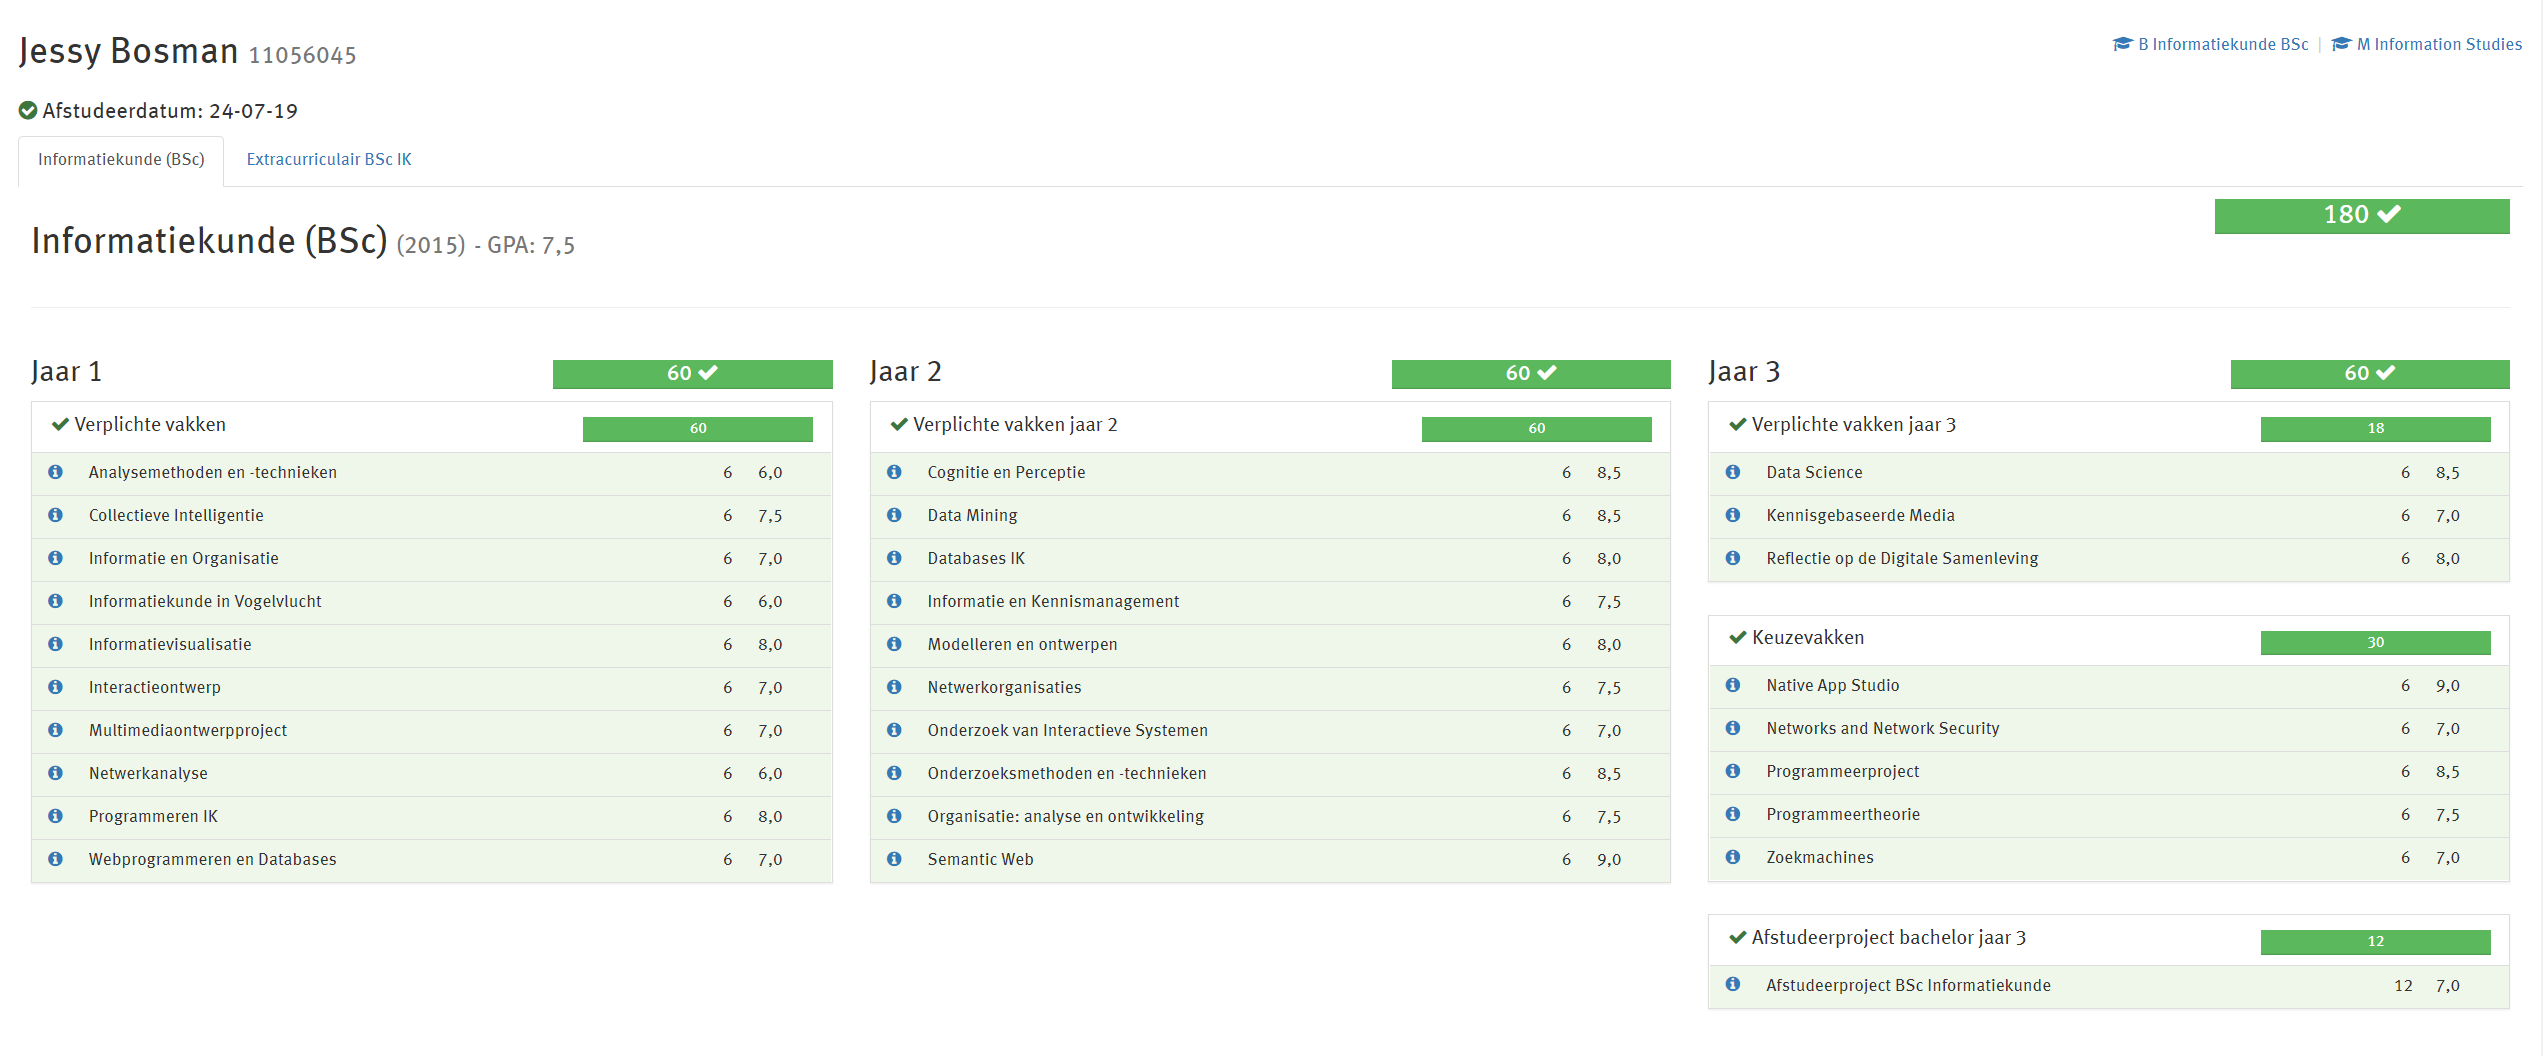 Jessy Bosman 11056045
B Informatiekunde BSc | M Information Studies
Afstudeerdatum: 24-07-19
Informatiekunde (BSc) Extracurriculair BSc IK
180
Informatiekunde (BSc) (2015) - GPA: 7,5
Jaar 1 60
Verplichte vakken 60
Analysemethoden en -technieken 6 6,0
Collectieve Intelligentie 6 7,5
Informatie en Organisatie 6 7,0
Informatiekunde in Vogelvlucht 6 6,0
Informatievisualisatie 6 8,0
Interactieontwerp 6 7,0
Multimediaontwerpproject 6 7,0
Netwerkanalyse 6 6,0
Programmeren IK 6 8,0
Webprogrammeren en Databases 6 7,0
Jaar 2 60
Verplichte vakken jaar 2 60
Cognitie en Perceptie 6 8,5
Data Mining 6 8,5
Databases IK 6 8,0
Informatie en Kennismanagement 6 7,5
Modelleren en ontwerpen 6 8,0
Netwerkorganisaties 6 7,5
Onderzoek van Interactieve Systemen 6 7,0
Onderzoeksmethoden en -technieken 6 8,5
Organisatie: analyse en ontwikkeling 6 7,5
Semantic Web 6 9,0
Jaar 3 60
Verplichte vakken jaar 3 18
Data Science 6 8,5
Kennisgebaseerde Media 6 7,0
Reflectie op de Digitale Samenleving 6 8,0
Keuzevakken 30
Native App Studio 6 9,0
Networks and Network Security 6 7,0
Programmeerproject 6 8,5
Programmeertheorie 6 7,5
Zoekmachines 6 7,0
Afstudeerproject bachelor jaar 3 12
Afstudeerproject BSc Informatiekunde 12 7,0